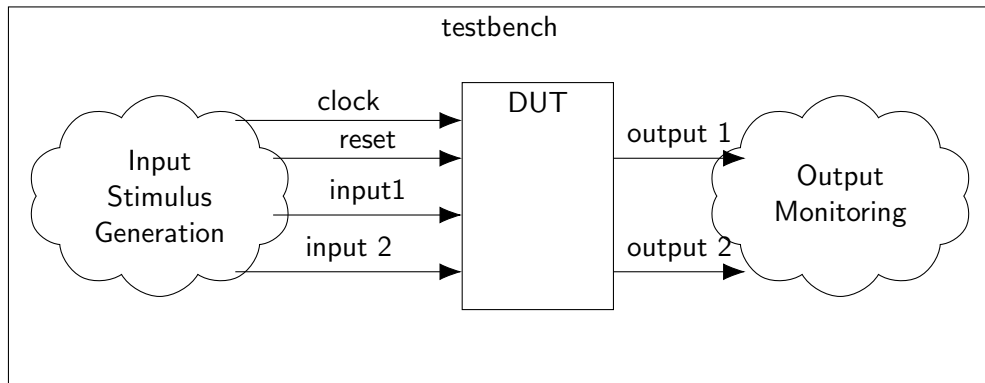 testbench
clock
DUT
reset
output 1
Input
Stimulus
Generation
input1
Output
Monitoring
input 2
output 2